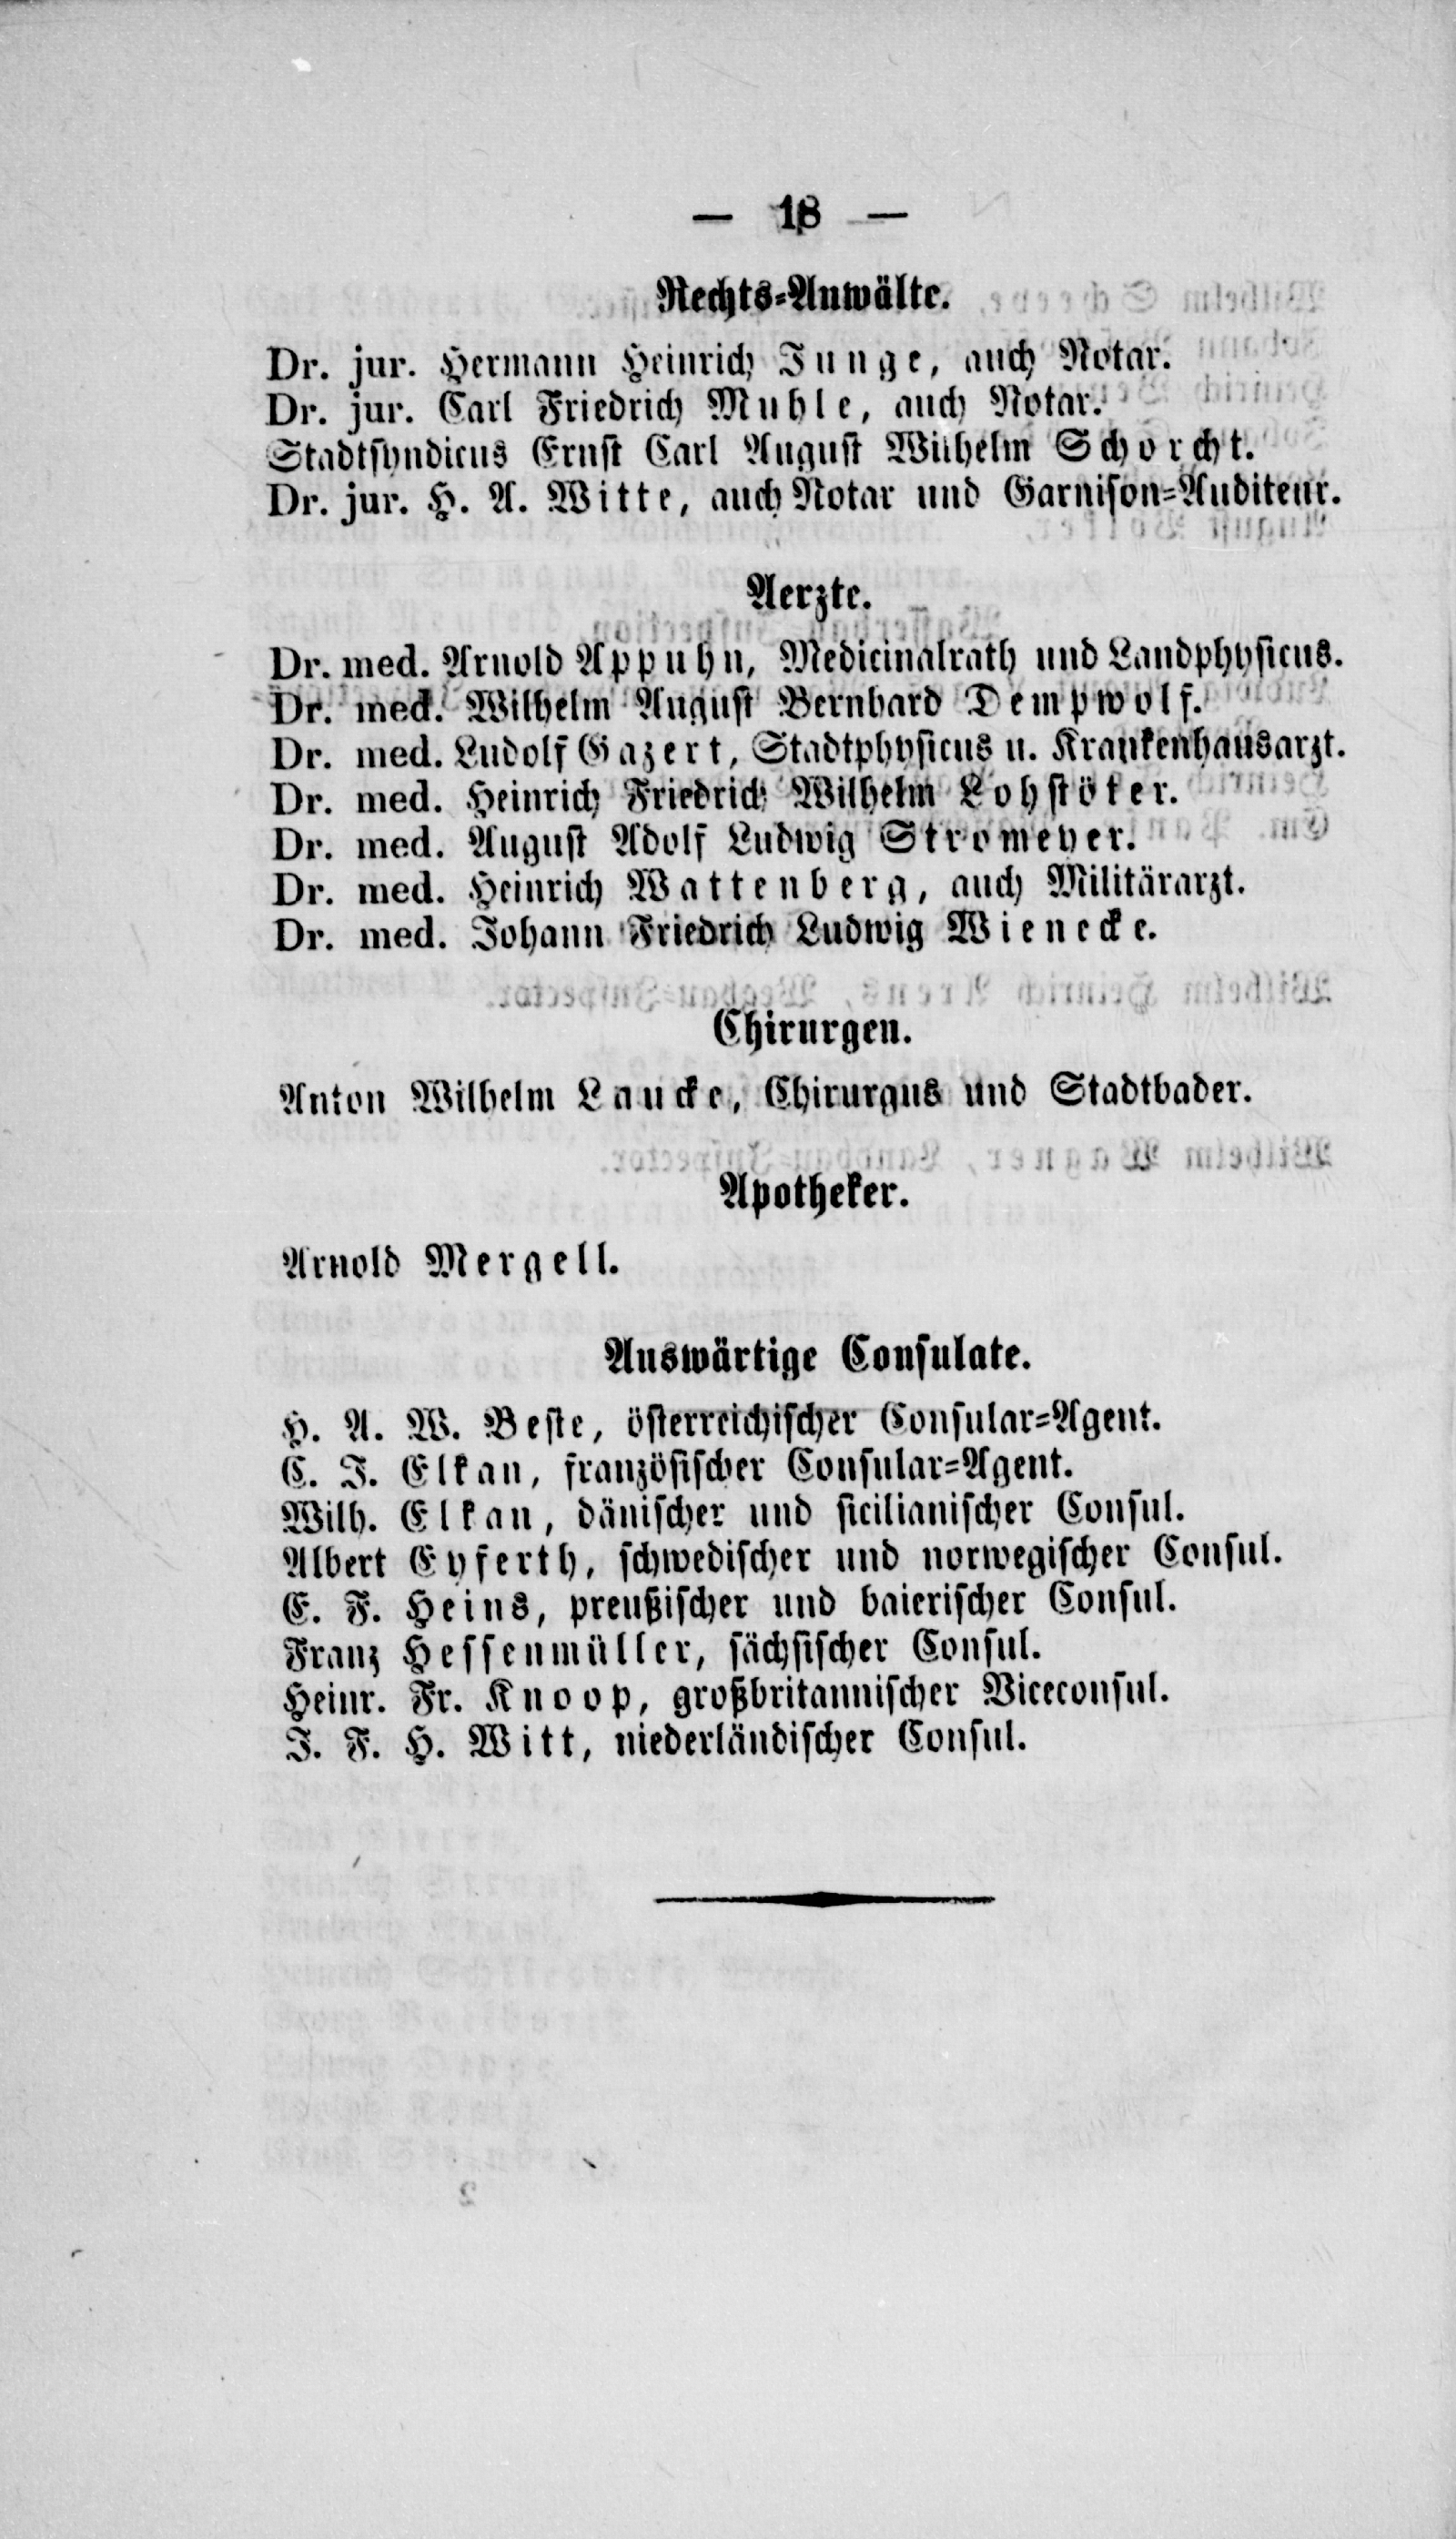 — 18 —
Rechts-Anwälte.
Dr. jur. Hermann Heinrich Junge, auch Notar.
Dr. jur. Carl Friedrich Muhle, auch Notar.
Stadtsyndicus Ernst Carl August Wilhelm Schorcht.
Dr. jur. H. A. Witte, auch Notar und Garnison-Auditeur.
Aerzte.
Dr. med. Arnold Appuhn, Medicinalrath und Landphysicus.
Dr. med. Wilhelm August Bernhard Dempwolf.
Dr. med. Ludolf Gazert, Stadtphysicus u. Krankenhausarzt.
Dr. med. Heinrich Friedrich Wilhelm Lohstöter.
Dr. med. August Adolf Ludwig Stromeyer.
Dr. med. Heinrich Wattenberg, auch Militärarzt.
Dr. med. Johann Friedrich Ludwig Wienecke.
Chirurgen.
Anton Wilhelm Laucke, Chirurgus und Stadtbader.
Apotheker.
Arnold Mergell.
Auswärtige Consulate.
H. A. W. Beste, österreichischer Consular-Agent.
C. J. Elkan, französischer Consular-Agent.
Wilh. Elkan, dänischer und sicilianischer Consul.
Albert Eyferth, schwedischer und norwegischer Consul.
E. F. Heins, preußischer und baierischer Consul.
Franz Hessenmüller, sächsischer Consul.
Heinr. Fr. Knoop, großbritannischer Viceconsul.
J. F. H. Witt, niederländischer Consul.